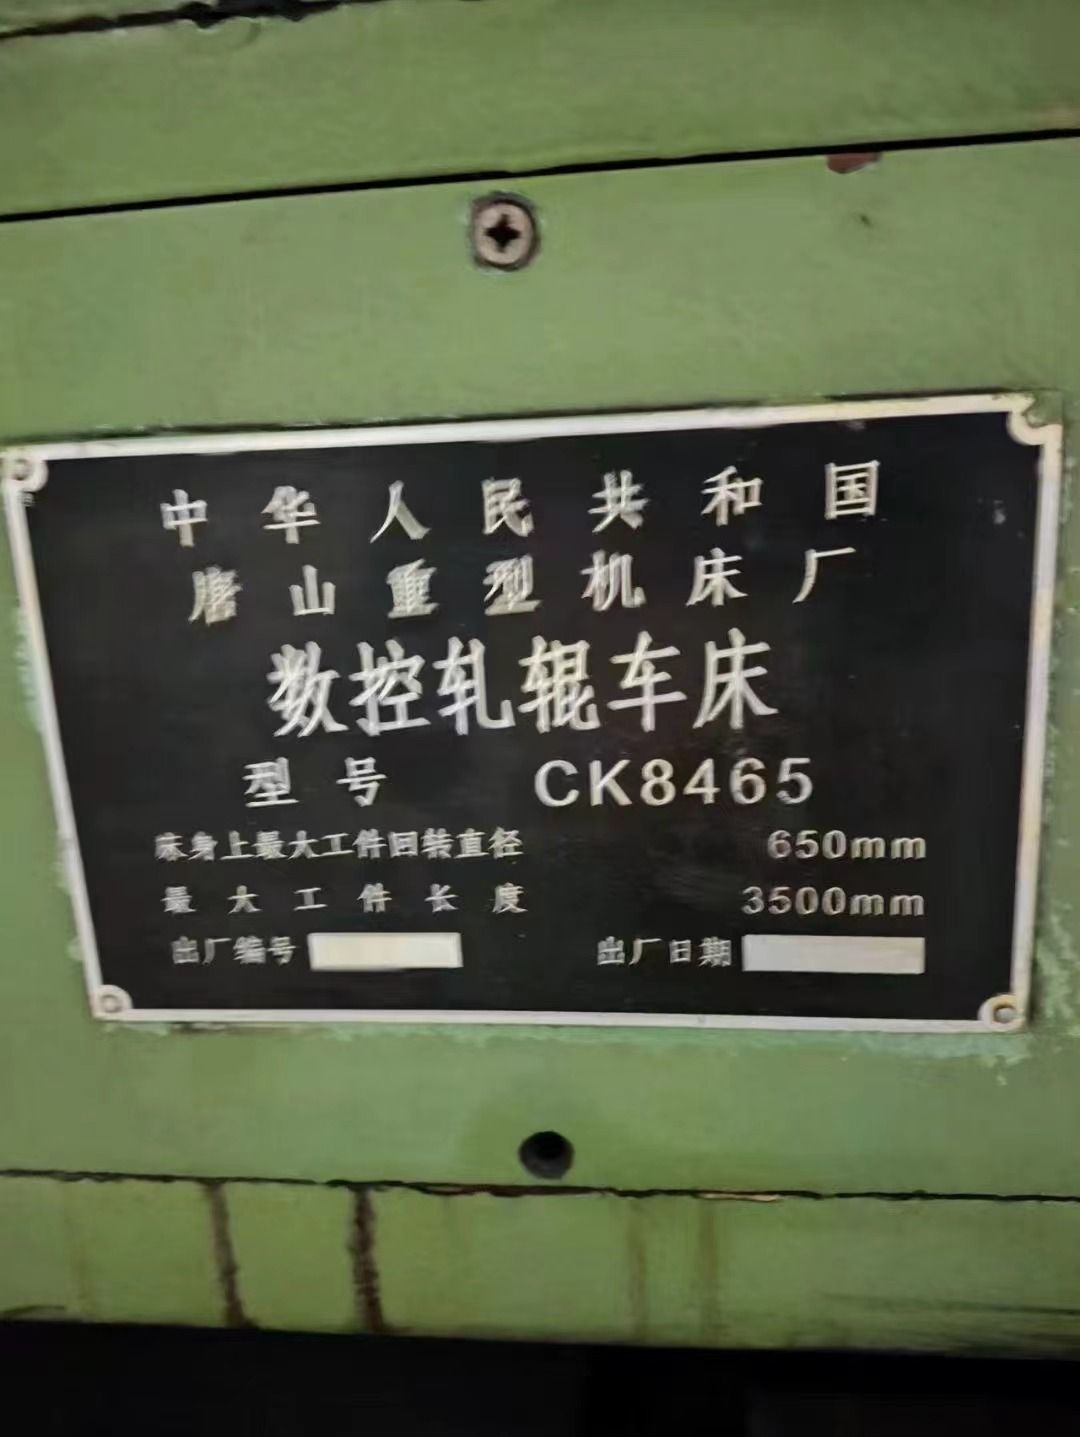 中华人民共和国
唐山重型机床厂
数控轧辊车床
型号 CK8465
床身上最大工件回转直径 650mm
最大工件长度 3500mm
出厂编号 出厂日期